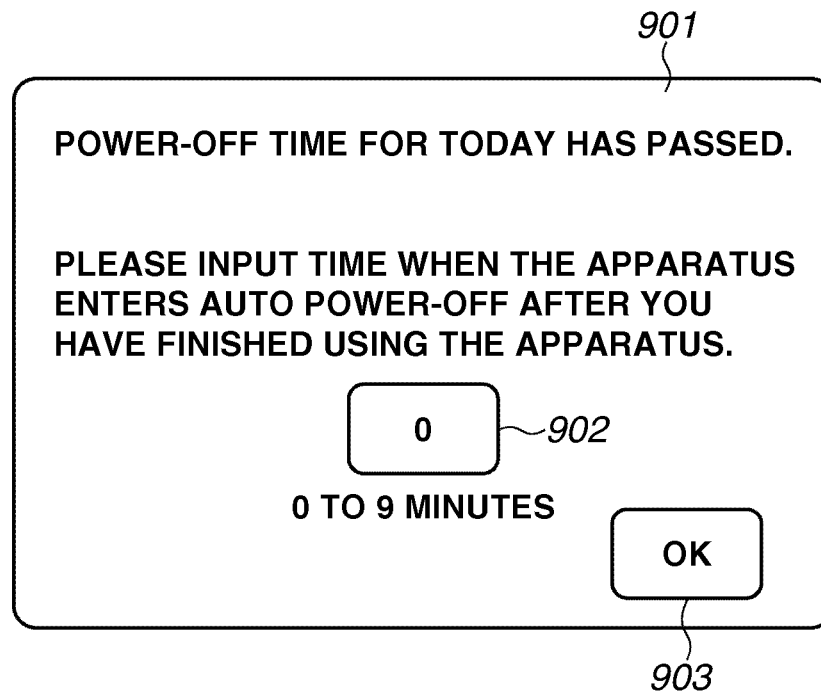 901
POWER-OFF TIME FOR TODAY HAS PASSED.
PLEASE INPUT TIME WHEN THE APPARATUS
ENTERS AUTO POWER-OFF AFTER YOU
HAVE FINISHED USING THE APPARATUS.
0
902
0 TO 9 MINUTES
OK
903